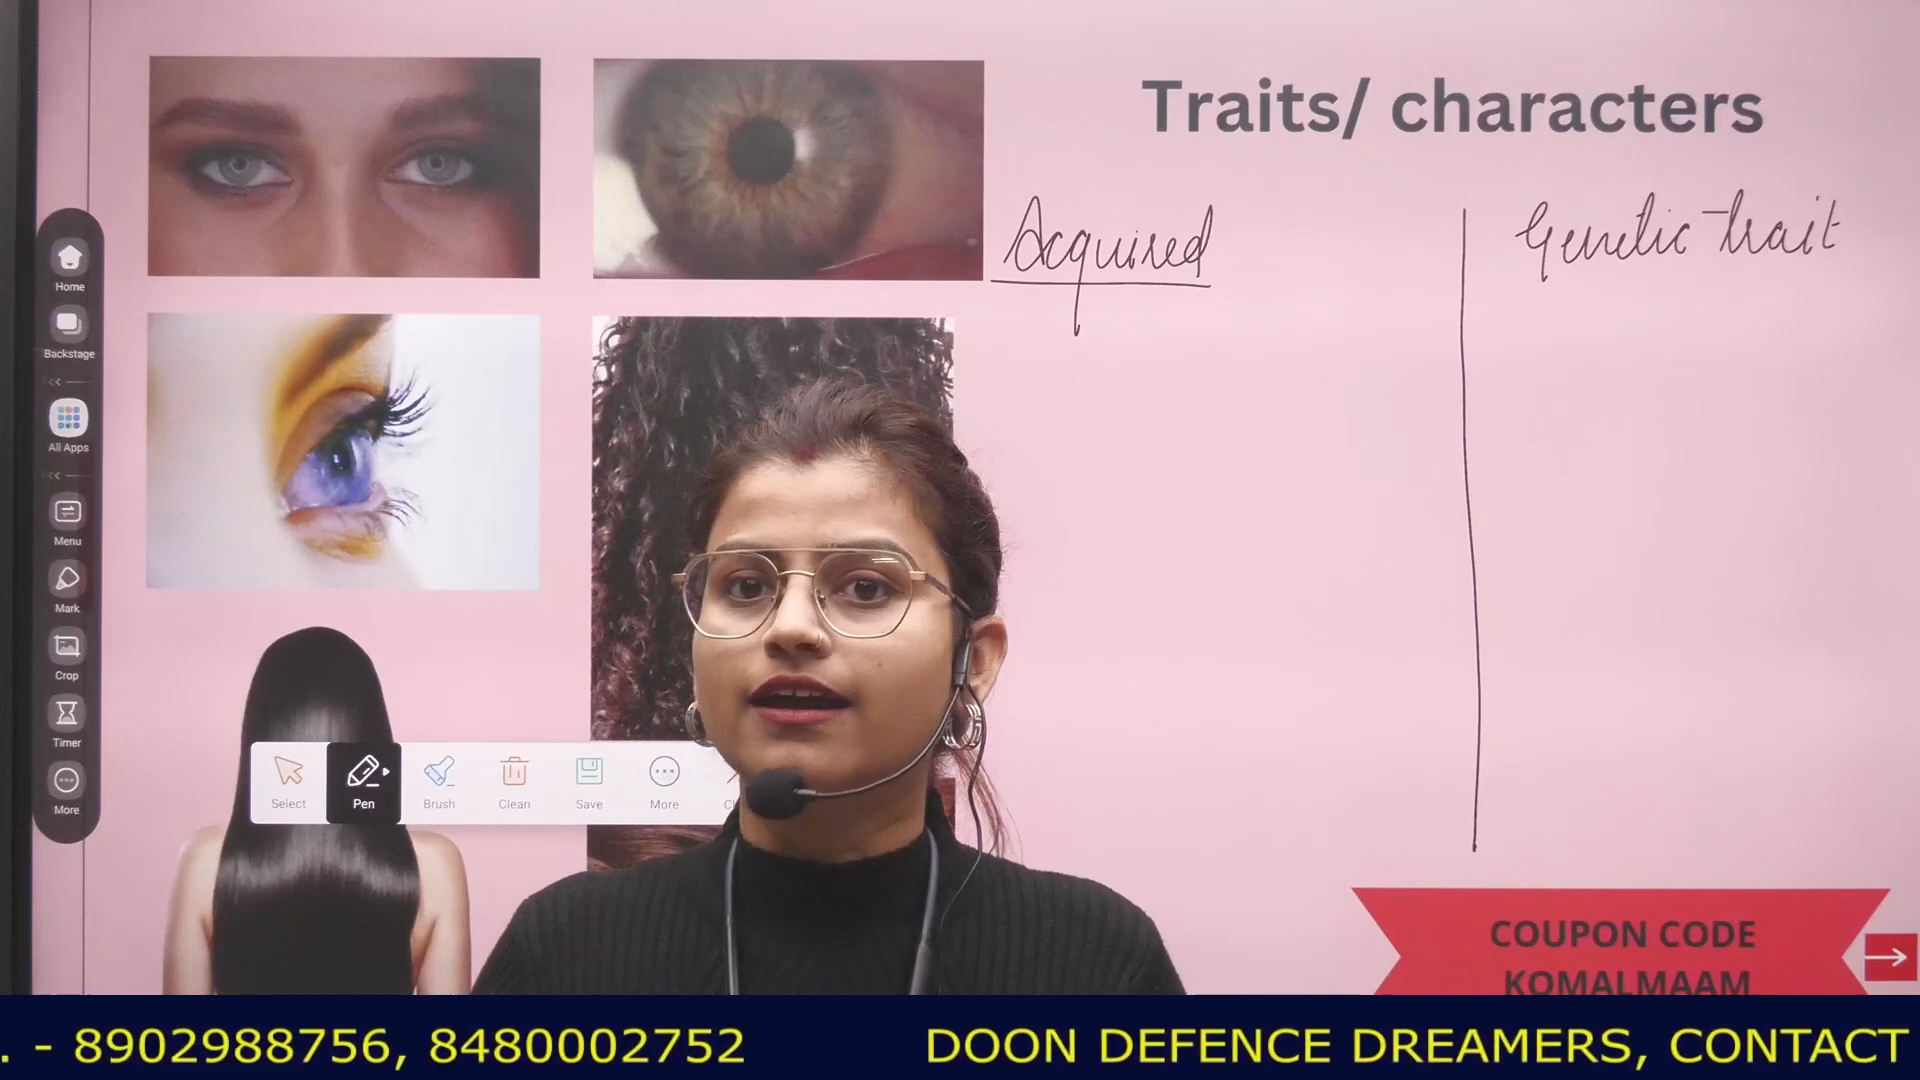 Traits/ characters
Acquired
Genetic trait
Home
Backstage
All Apps
Menu
Mark
Crop
Timer
More
Select
Pen
Brush
Clean
Save
More
Cl
COUPON CODE
KOMALMAAM
. - 8902988756, 8480002752 DOON DEFENCE DREAMERS, CONTACT